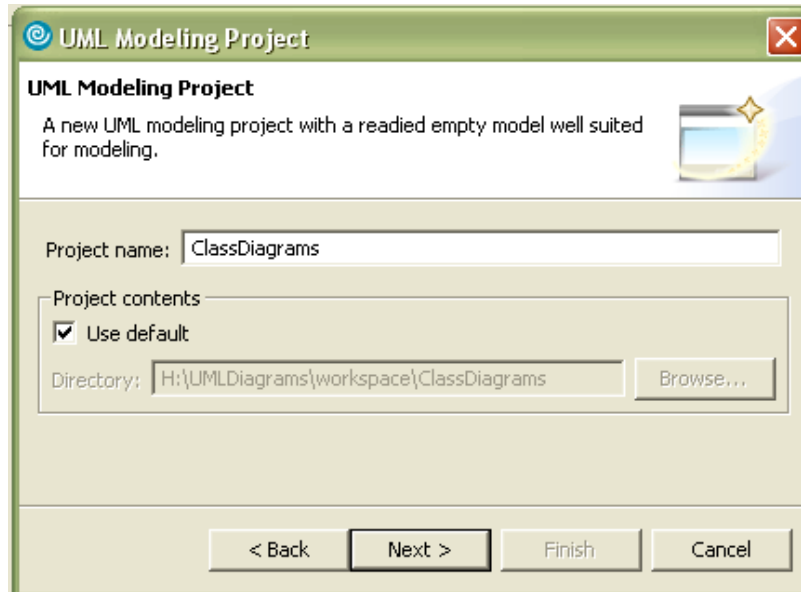 UML Modeling Project
UML Modeling Project
A new UML modeling project with a readied empty model well suited
for modeling.
Project name: ClassDiagrams
Project contents
Use default
Directory: H:\UMLDiagrams\workspace\ClassDiagrams Browse...
< Back Next > Finish Cancel